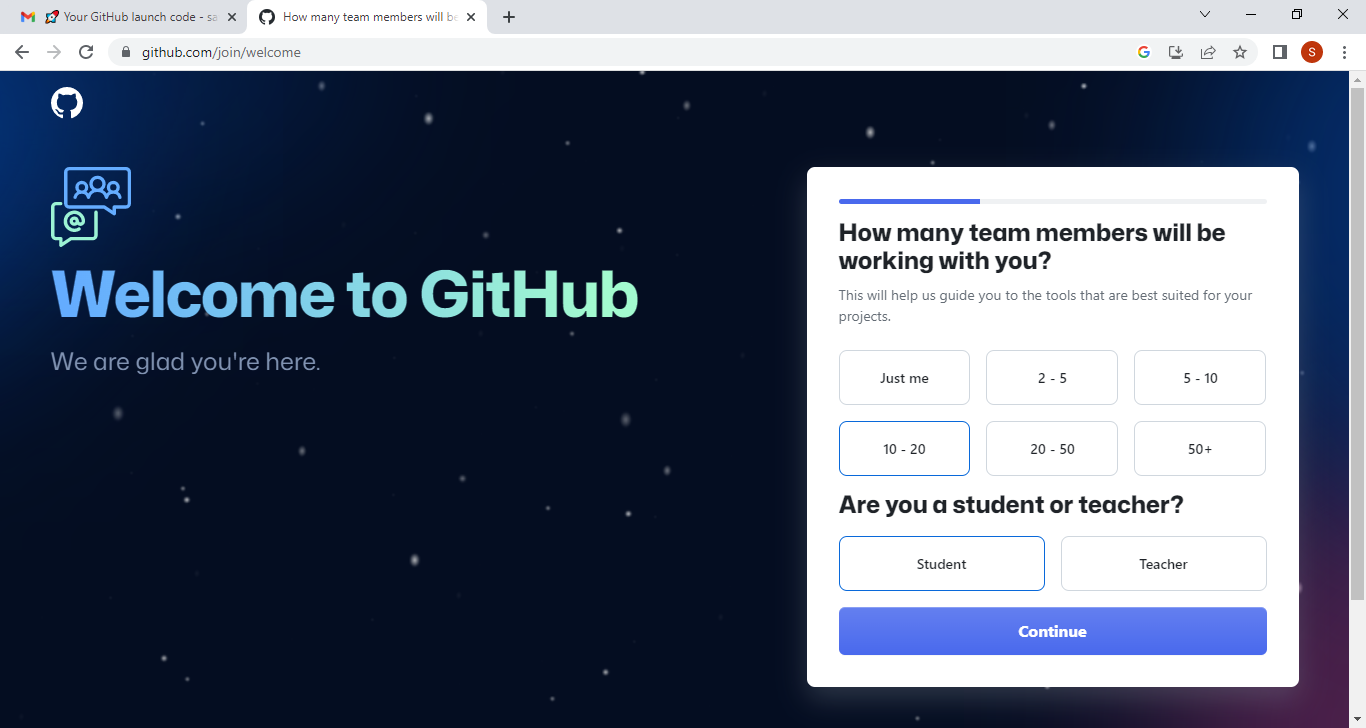 Your GitHub launch code - sa
How many team members will be
github.com/join/welcome
S
@
Welcome to GitHub
We are glad you're here.
How many team members will be
working with you?
This will help us guide you to the tools that are best suited for your
projects.
Just me
2 - 5
5 - 10
10 - 20
20 - 50
50+
Are you a student or teacher?
Student
Teacher
Continue